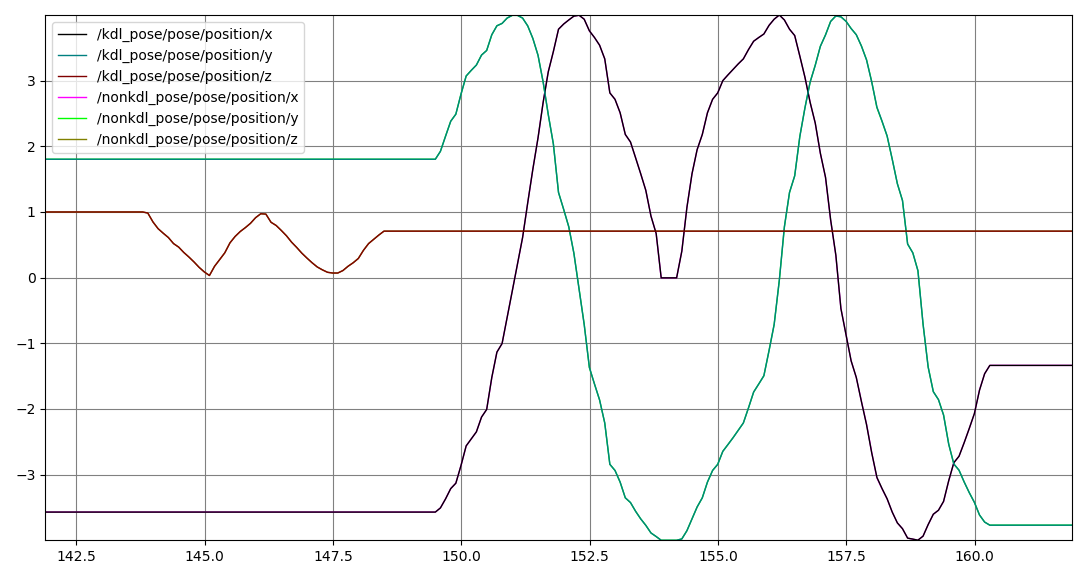 /kdl_pose/pose/position/x
/kdl_pose/pose/position/y
/kdl_pose/pose/position/z
/nonkdl_pose/pose/position/x
/nonkdl_pose/pose/position/y
/nonkdl_pose/pose/position/z
3
2
1
0
−1
−2
−3
142.5 145.0 147.5 150.0 152.5 155.0 157.5 160.0